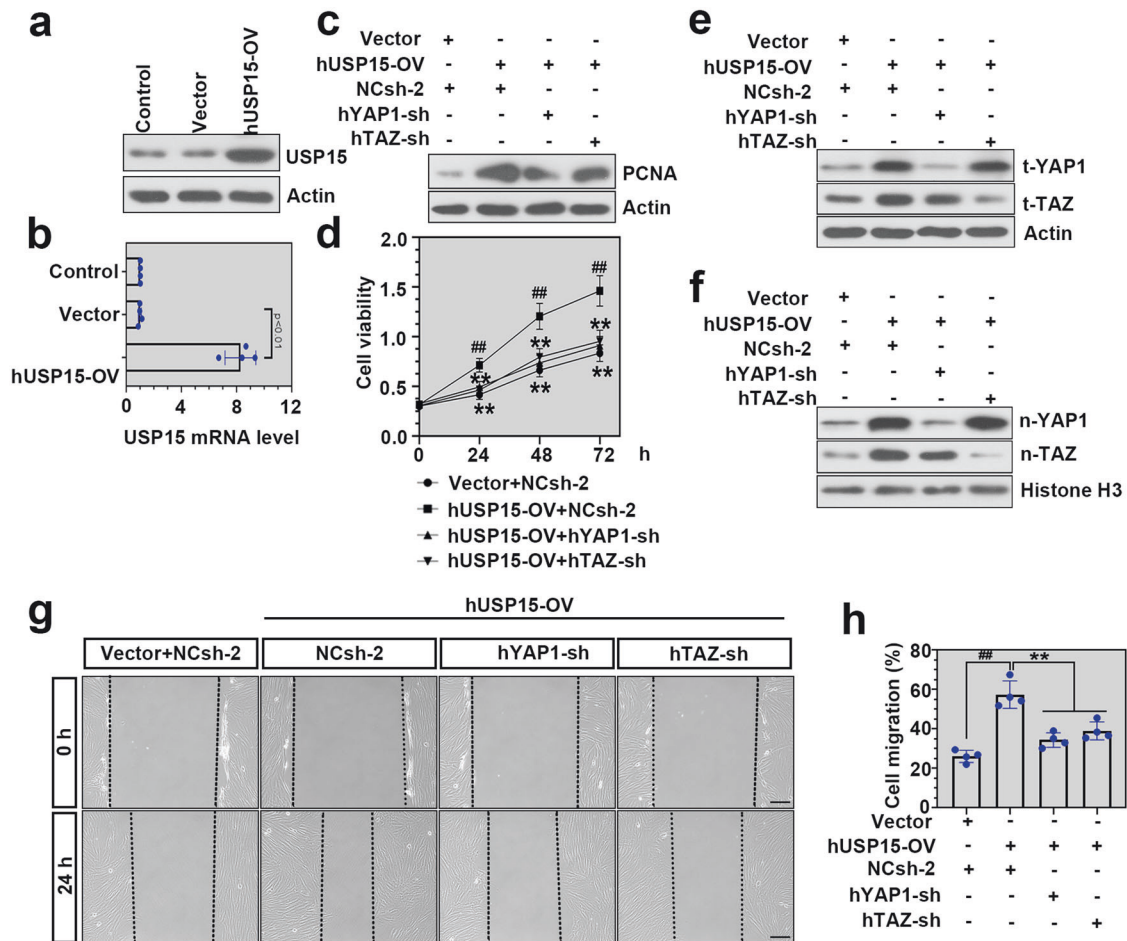 a
Control
Vector
hUSP15-OV
USP15
Actin
b
Control
Vector
hUSP15-OV
p<0.01
0 4 8 12
USP15 mRNA level
c
Vector + - - -
hUSP15-OV - + + +
NCsh-2 + + - -
hYAP1-sh - - + -
hTAZ-sh - - - +
PCNA
Actin
d
Cell viability
2.0
1.5
1.0
0.5
0.0
## ## ##
** ** **
** ** **
0 24 48 72 h
Vector+NCsh-2
hUSP15-OV+NCsh-2
hUSP15-OV+hYAP1-sh
hUSP15-OV+hTAZ-sh
e
Vector + - - -
hUSP15-OV - + + +
NCsh-2 + + - -
hYAP1-sh - - + -
hTAZ-sh - - - +
t-YAP1
t-TAZ
Actin
f
Vector + - - -
hUSP15-OV - + + +
NCsh-2 + + - -
hYAP1-sh - - + -
hTAZ-sh - - - +
n-YAP1
n-TAZ
Histone H3
g
hUSP15-OV
Vector+NCsh-2 NCsh-2 hYAP1-sh hTAZ-sh
0 h
24 h
h
Cell migration (%)
80
60
40
20
0
## **
Vector + - - -
hUSP15-OV - + + +
NCsh-2 + + - -
hYAP1-sh - - + -
hTAZ-sh - - - +